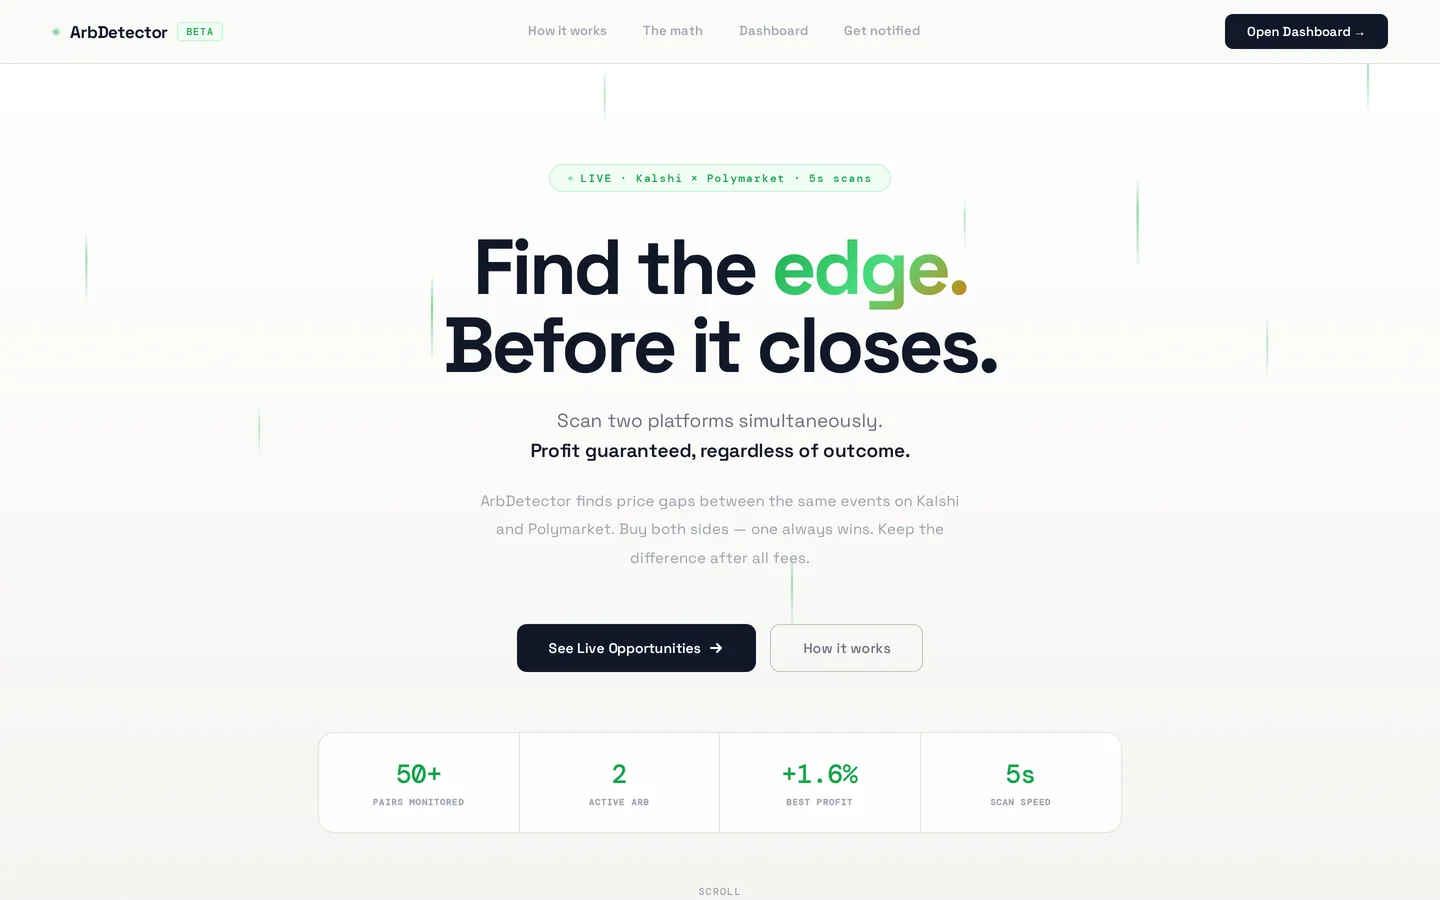 ArbDetector BETA
How it works The math Dashboard Get notified
Open Dashboard →
LIVE · Kalshi × Polymarket · 5s scans
Find the edge.
Before it closes.
Scan two platforms simultaneously.
Profit guaranteed, regardless of outcome.
ArbDetector finds price gaps between the same events on Kalshi
and Polymarket. Buy both sides — one always wins. Keep the
difference after all fees.
See Live Opportunities →
How it works
50+
PAIRS MONITORED
2
ACTIVE ARB
+1.6%
BEST PROFIT
5s
SCAN SPEED
SCROLL